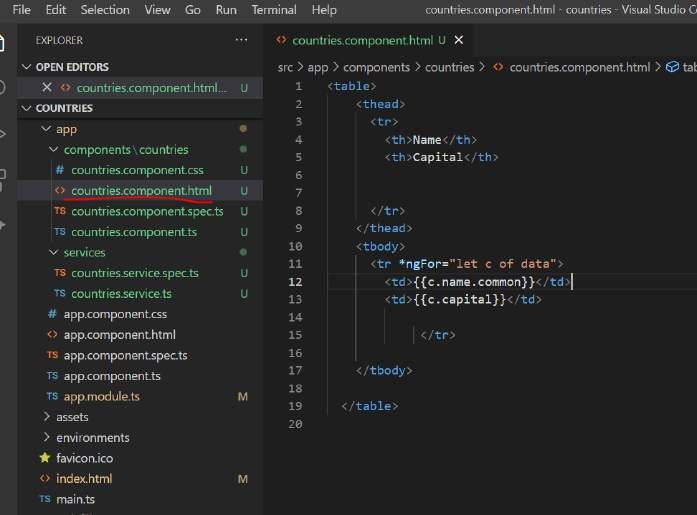 File Edit Selection View Go Run Terminal Help countries.component.html - countries - Visual Studio Co
EXPLORER ...
OPEN EDITORS
countries.component.html... U
COUNTRIES
app
components\countries
# countries.component.css U
<> countries.component.html U
TS countries.component.spec.ts U
TS countries.component.ts U
services
TS countries.service.spec.ts U
TS countries.service.ts U
# app.component.css
<> app.component.html
TS app.component.spec.ts
TS app.component.ts
TS app.module.ts M
assets
environments
favicon.ico
<> index.html M
TS main.ts
<> countries.component.html U ×
src > app > components > countries > <> countries.component.html > tab
1 <table>
2 <thead>
3 <tr>
4 <th>Name</th>
5 <th>Capital</th>
6
7
8 </tr>
9 </thead>
10 <tbody>
11 <tr *ngFor="let c of data">
12 <td>{{c.name.common}}</td>
13 <td>{{c.capital}}</td>
14
15 </tr>
16
17 </tbody>
18
19 </table>
20